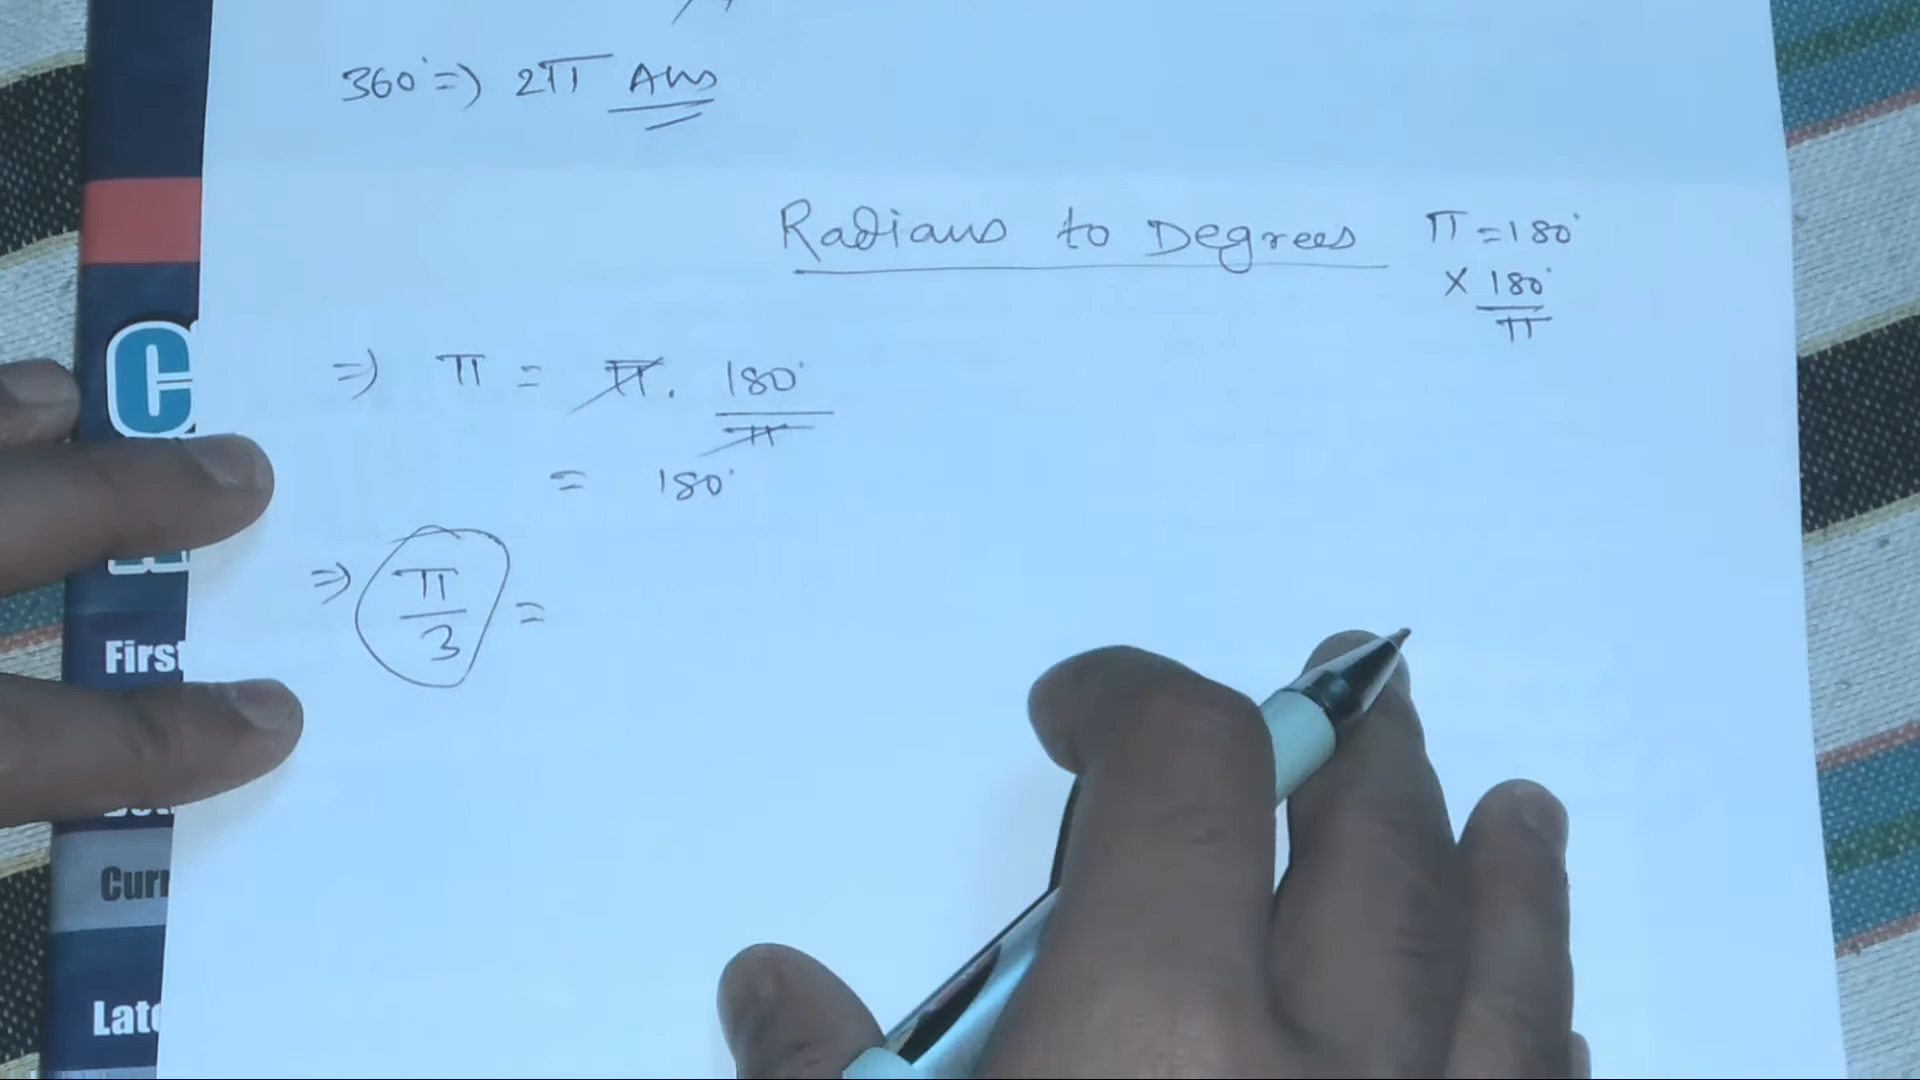 360° => 2π Ans
Radians to Degrees
π = 180°
× 180°/π
=> π = π . 180°/π
= 180°
=> π/3 =
C
First
Curr
Late